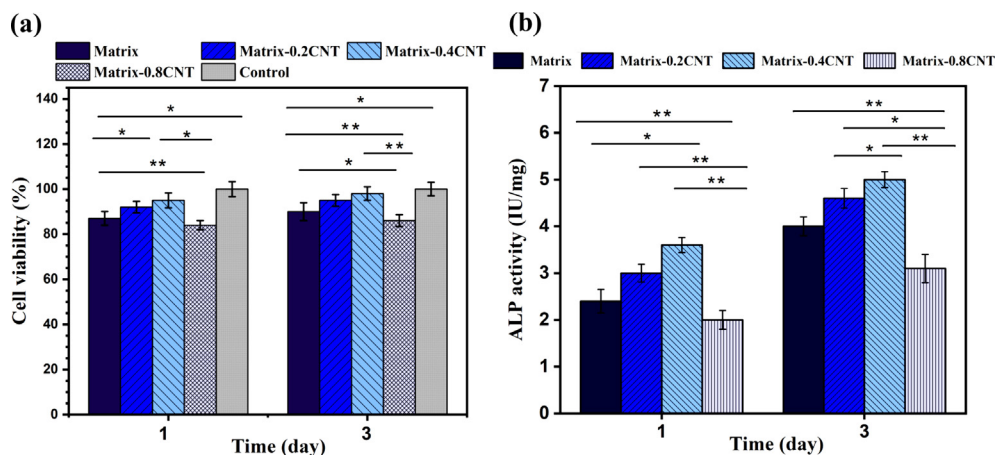 (a)
Matrix Matrix-0.2CNT Matrix-0.4CNT
Matrix-0.8CNT Control
140
120
100
80
60
40
20
0
Cell viability (%)
* * * **
* ** ** *
1 3
Time (day)
(b)
Matrix Matrix-0.2CNT Matrix-0.4CNT Matrix-0.8CNT
7
6
5
4
3
2
1
0
ALP activity (IU/mg)
** * ** **
** * ** *
1 3
Time (day)